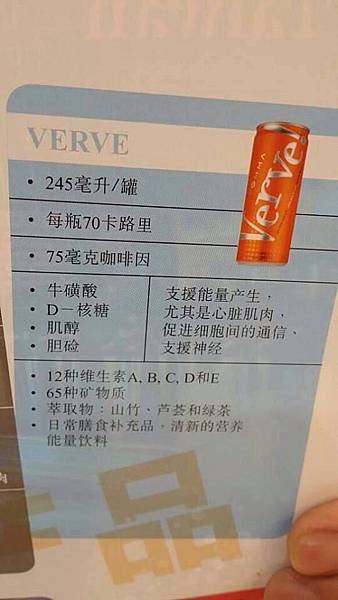 VERVE
• 245毫升/罐
• 每瓶70卡路里
• 75毫克咖啡因
• 牛磺酸
• D－核糖
• 肌醇
• 胆硷
支援能量产生，
尤其是心脏肌肉，
促进细胞间的通信、
支援神经
• 12种维生素A, B, C, D和E
• 65种矿物质
• 萃取物：山竹、芦荟和绿茶
• 日常膳食补充品，清新的营养
能量饮料
Verve
品